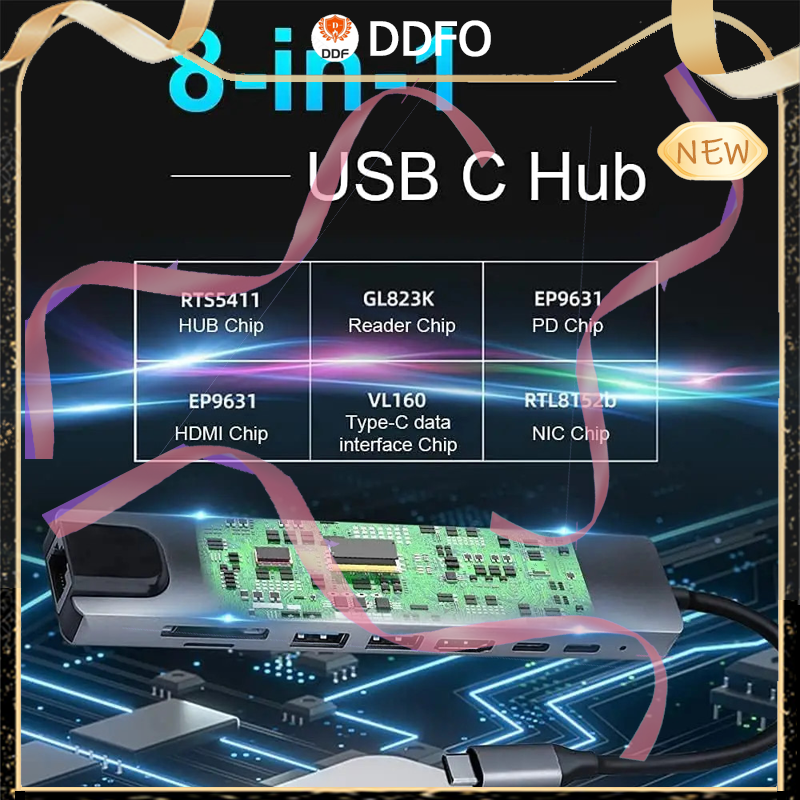 DDF
DDFO
8-in-1
NEW
USB C Hub
RTS5411
HUB Chip
GL823K
Reader Chip
EP9631
PD Chip
EP9631
HDMI Chip
VL160
Type-C data
interface Chip
RTL8152b
NIC Chip